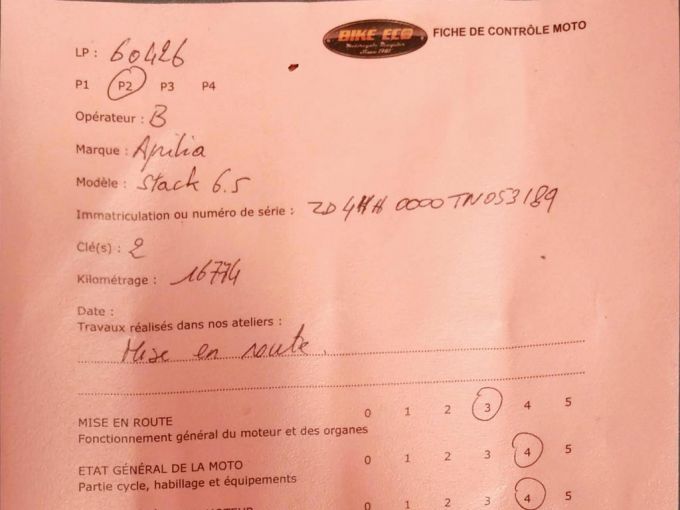 BIKE ECO
FICHE DE CONTRÔLE MOTO
LP : 60426
P1 P2 P3 P4
Opérateur : B
Marque : Aprilia
Modèle : Stack 6.5
Immatriculation ou numéro de série : ZD4HH0000TN053189
Clé(s) : 2
Kilométrage : 16774
Date :
Travaux réalisés dans nos ateliers :
Mise en route.
MISE EN ROUTE 0 1 2 3 4 5
Fonctionnement général du moteur et des organes
ETAT GÉNÉRAL DE LA MOTO 0 1 2 3 4 5
Partie cycle, habillage et équipements
0 1 2 3 4 5